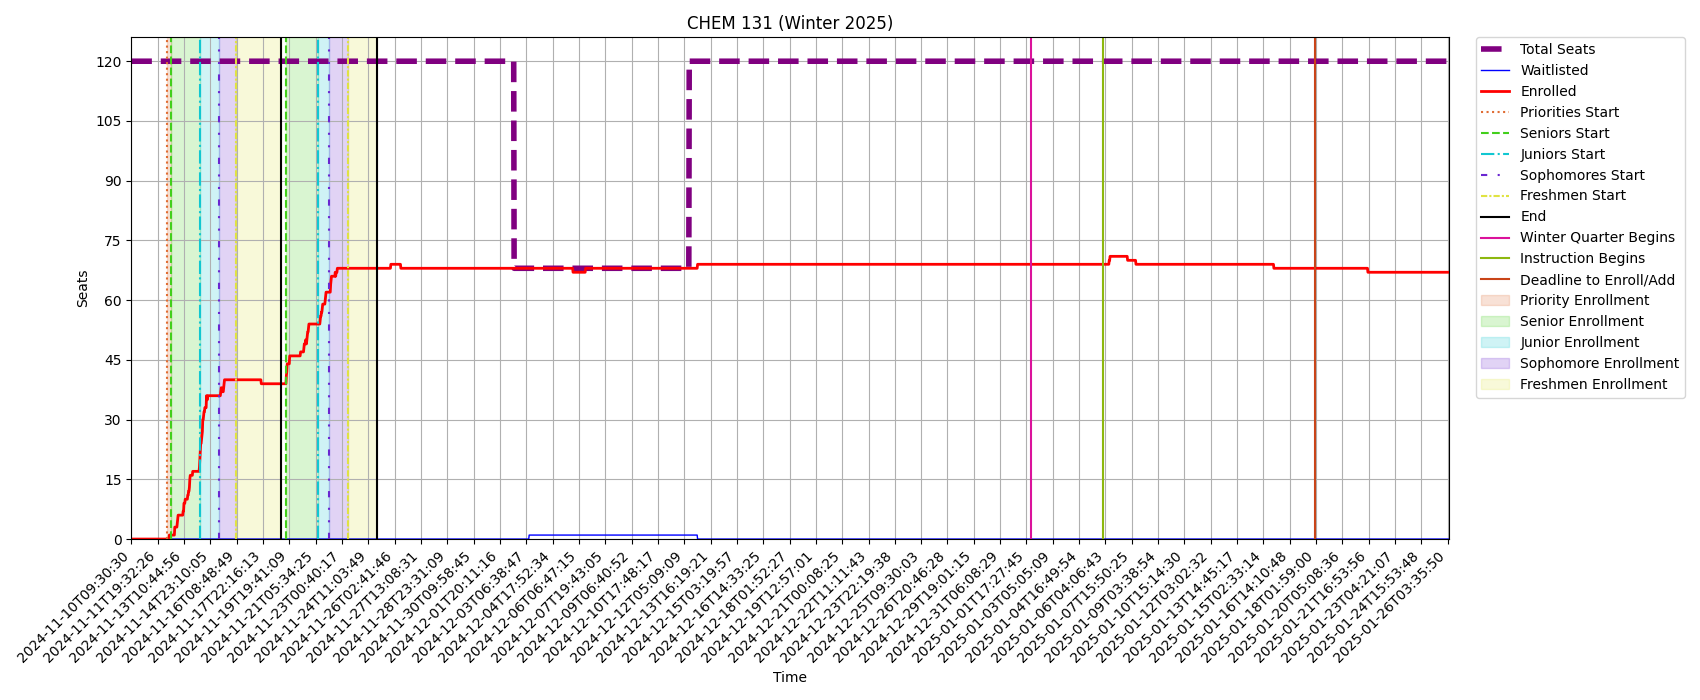 CHEM 131 (Winter 2025)
Seats
120
105
90
75
60
45
30
15
0
2024-11-10T09:30:30
2024-11-11T19:32:26
2024-11-13T10:44:56
2024-11-14T23:10:05
2024-11-16T08:48:49
2024-11-17T22:16:13
2024-11-19T19:41:09
2024-11-21T05:34:25
2024-11-23T00:40:17
2024-11-24T11:03:49
2024-11-26T02:41:46
2024-11-27T13:08:31
2024-11-28T23:31:09
2024-11-30T09:58:45
2024-12-01T20:11:16
2024-12-03T06:38:47
2024-12-04T17:52:34
2024-12-06T06:47:15
2024-12-07T19:43:05
2024-12-09T06:40:52
2024-12-10T17:48:17
2024-12-12T05:09:09
2024-12-13T16:19:21
2024-12-15T03:19:57
2024-12-16T14:33:25
2024-12-18T01:52:27
2024-12-19T12:57:01
2024-12-21T00:08:25
2024-12-22T11:11:43
2024-12-23T22:19:38
2024-12-25T09:30:03
2024-12-26T20:46:28
2024-12-29T19:01:15
2024-12-31T06:08:29
2025-01-01T17:27:45
2025-01-03T05:05:09
2025-01-04T16:49:54
2025-01-06T04:06:43
2025-01-07T15:50:25
2025-01-09T03:38:54
2025-01-10T15:14:30
2025-01-12T03:02:32
2025-01-13T14:45:17
2025-01-15T02:33:14
2025-01-16T14:10:48
2025-01-18T01:59:00
2025-01-20T05:08:36
2025-01-21T16:53:56
2025-01-23T04:21:07
2025-01-24T15:53:48
2025-01-26T03:35:50
Time
Total Seats
Waitlisted
Enrolled
Priorities Start
Seniors Start
Juniors Start
Sophomores Start
Freshmen Start
End
Winter Quarter Begins
Instruction Begins
Deadline to Enroll/Add
Priority Enrollment
Senior Enrollment
Junior Enrollment
Sophomore Enrollment
Freshmen Enrollment